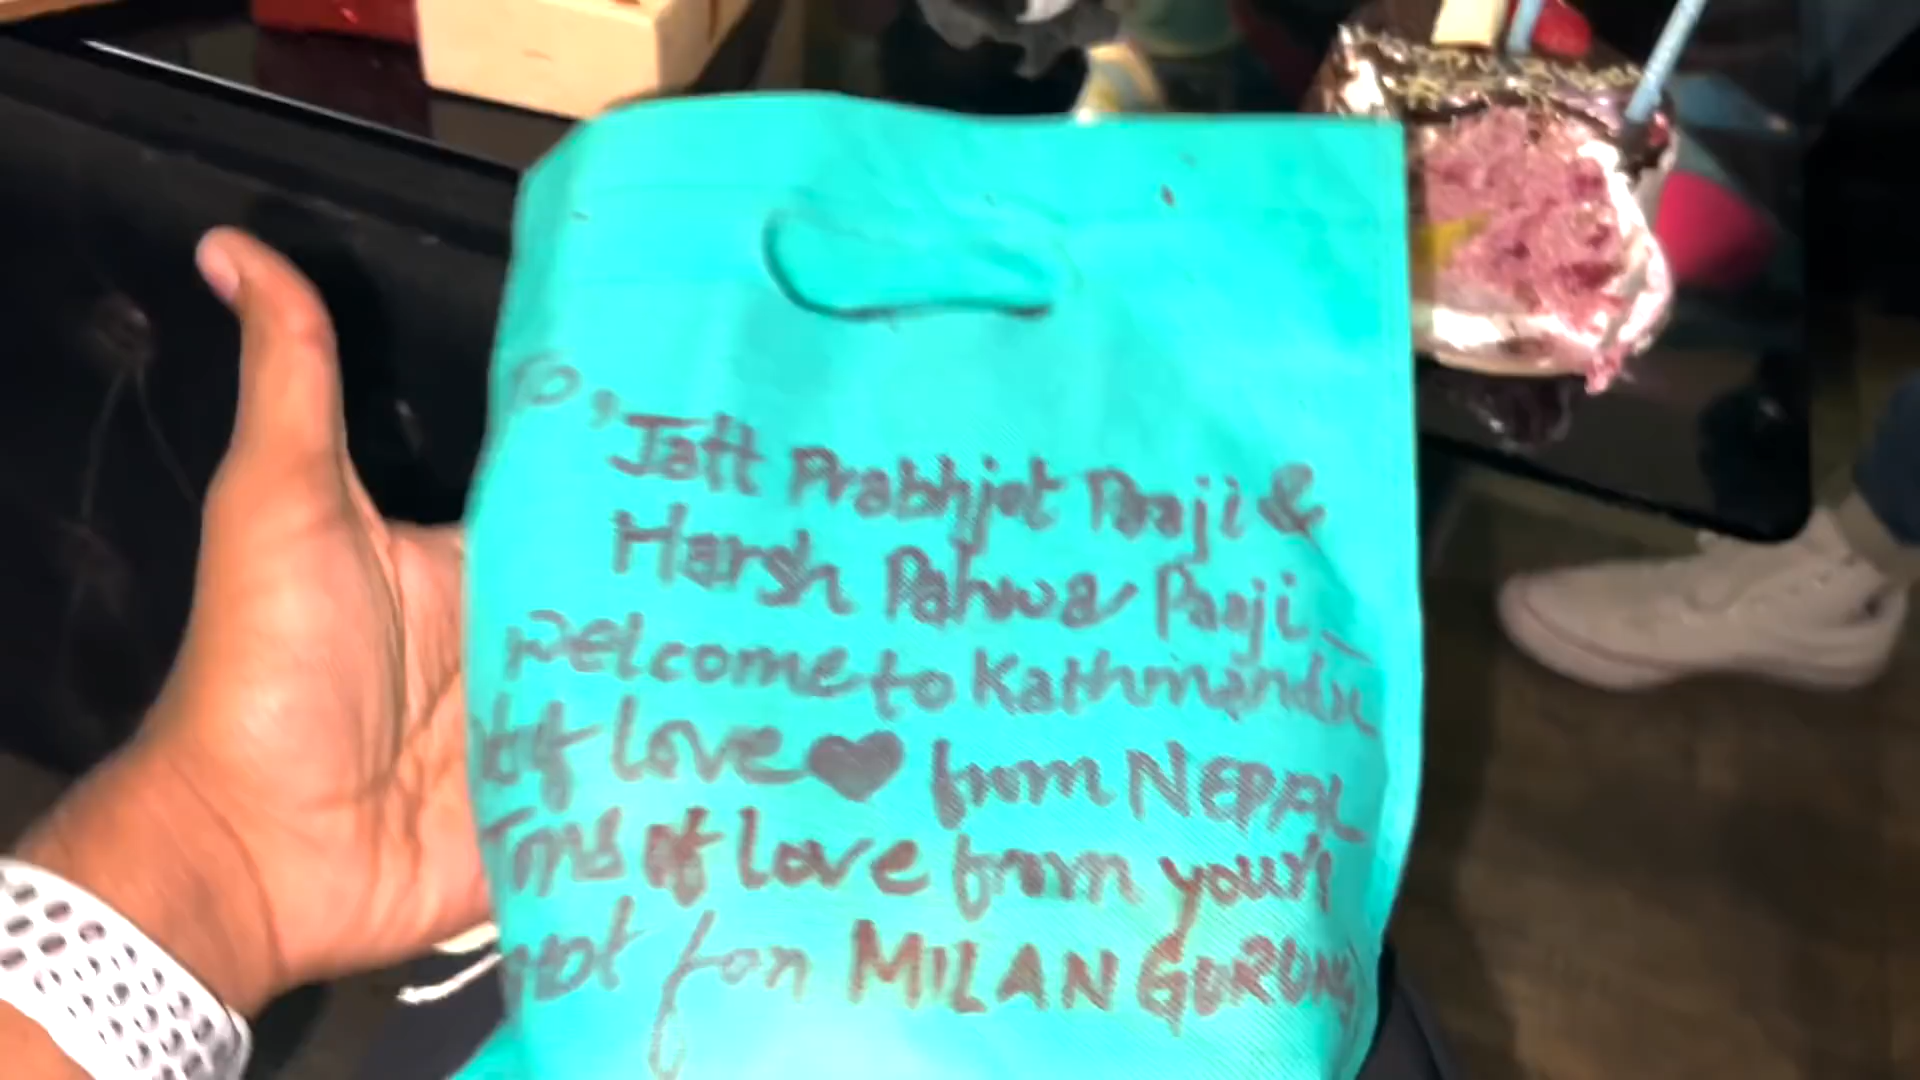 To, Jatt Prabhjot Paaji &
Harsh Pahwa Paaji
Welcome to Kathmandu
love ❤ from NEPAL
Tons of love from your
fan MILAN GURUNG